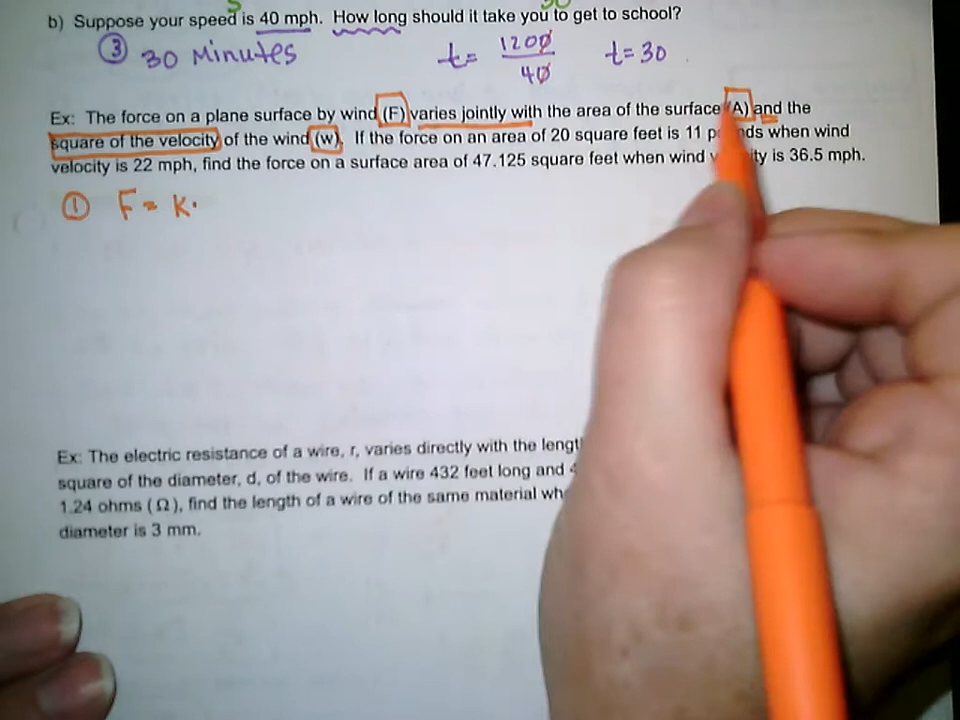 b) Suppose your speed is 40 mph. How long should it take you to get to school?
③ 30 Minutes t= 1200/40 t=30
Ex: The force on a plane surface by wind (F) varies jointly with the area of the surface (A) and the
square of the velocity of the wind (w). If the force on an area of 20 square feet is 11 when wind
velocity is 22 mph, find the force on a surface area of 47.125 square feet when wind is 36.5 mph.
① F = K·
Ex: The electric resistance of a wire, r, varies directly with the
square of the diameter, d, of the wire. If a wire 432 feet long and
1.24 ohms (Ω), find the length of a wire of the same material
diameter is 3 mm.